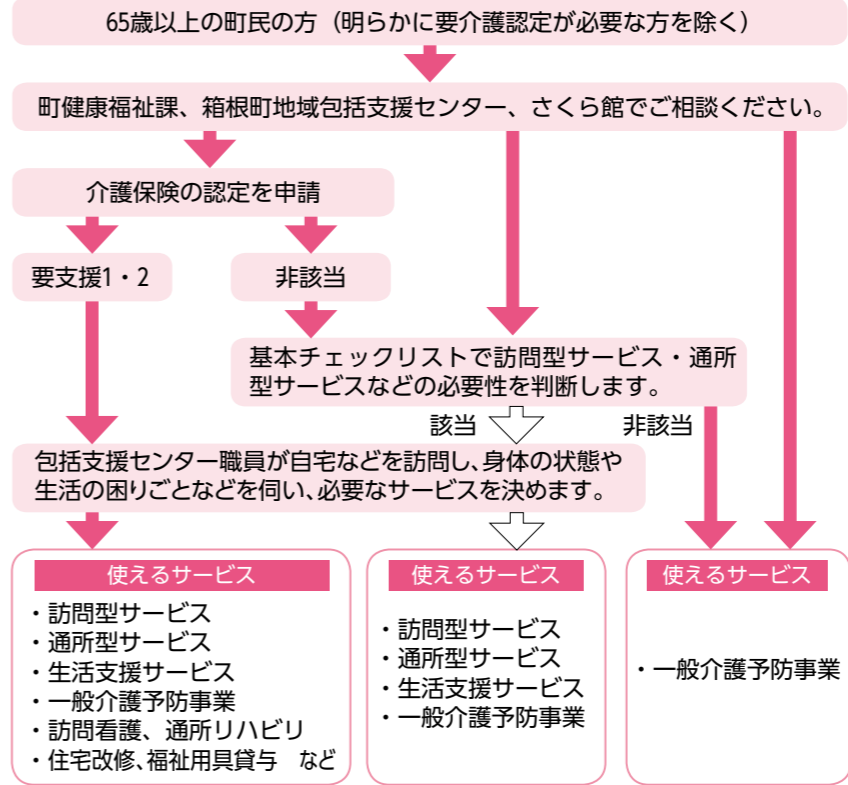 65歳以上の町民の方（明らかに要介護認定が必要な方を除く）
町健康福祉課、箱根町地域包括支援センター、さくら館でご相談ください。
介護保険の認定を申請
要支援1・2
非該当
基本チェックリストで訪問型サービス・通所
型サービスなどの必要性を判断します。
該当
非該当
包括支援センター職員が自宅などを訪問し、身体の状態や
生活の困りごとなどを伺い、必要なサービスを決めます。
使えるサービス
・訪問型サービス
・通所型サービス
・生活支援サービス
・一般介護予防事業
・訪問看護、通所リハビリ
・住宅改修、福祉用具貸与　など
使えるサービス
・訪問型サービス
・通所型サービス
・生活支援サービス
・一般介護予防事業
使えるサービス
・一般介護予防事業